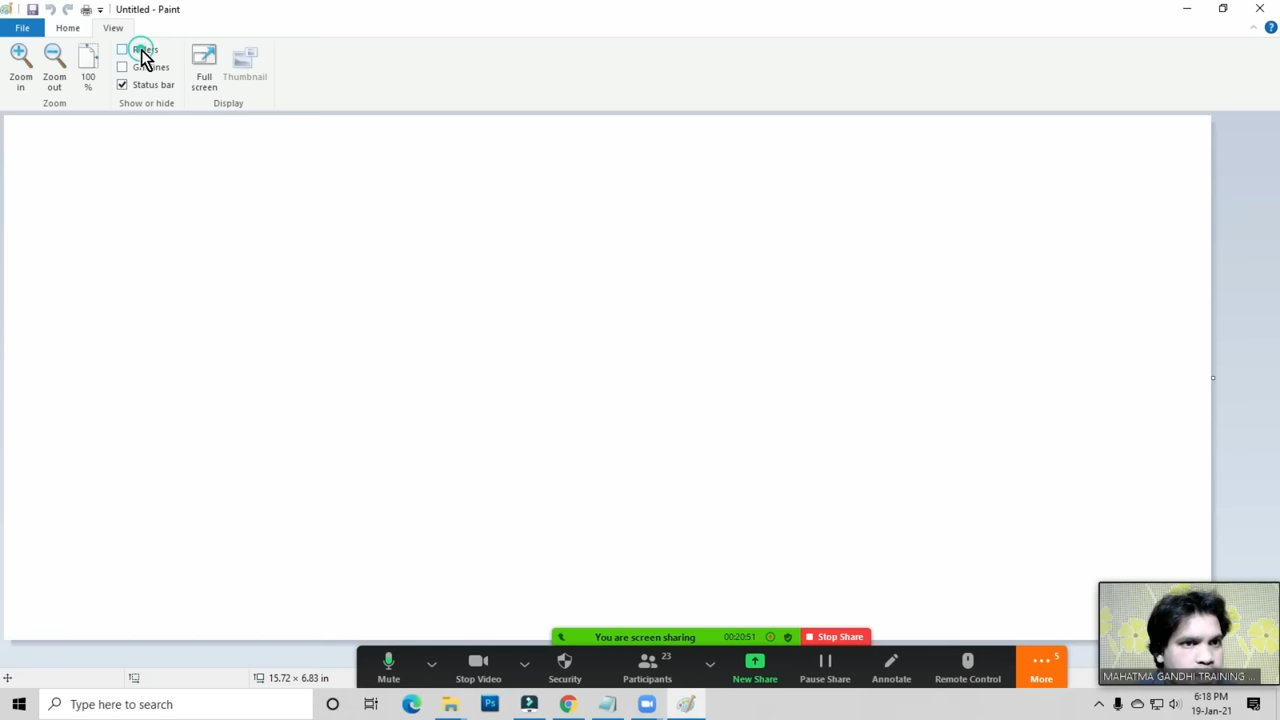 Untitled - Paint
File
Home
View
Zoom in
Zoom out
100 %
Status bar
Full screen
Thumbnail
Zoom
Show or hide
Display
You are screen sharing
00:20:51
Stop Share
15.72 × 6.83 in
Mute
Stop Video
Security
Participants
23
New Share
Pause Share
Annotate
Remote Control
More
5
MAHATMA GANDHI TRAINING ...
Type here to search
Ps
6:18 PM
19-Jan-21